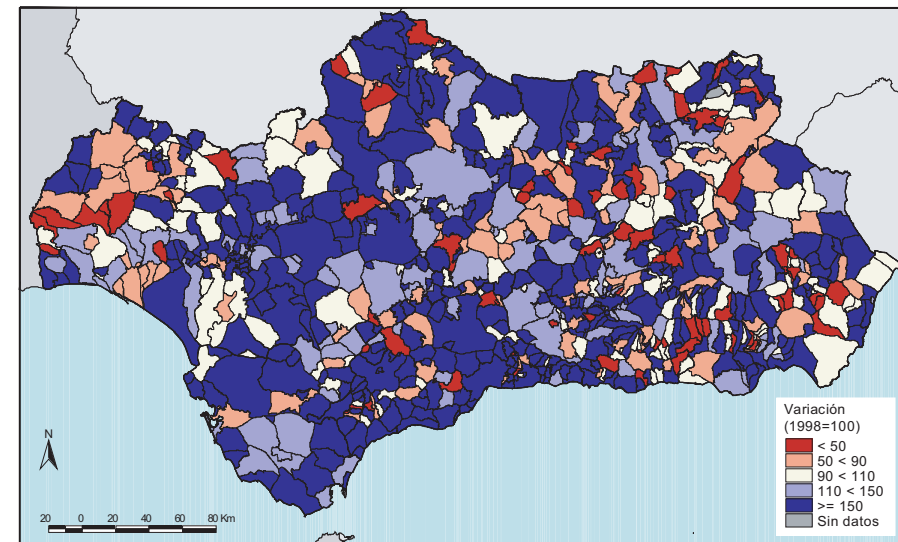 N
20 0 20 40 60 80 Km
Variación
(1998=100)
< 50
50 < 90
90 < 110
110 < 150
>= 150
Sin datos